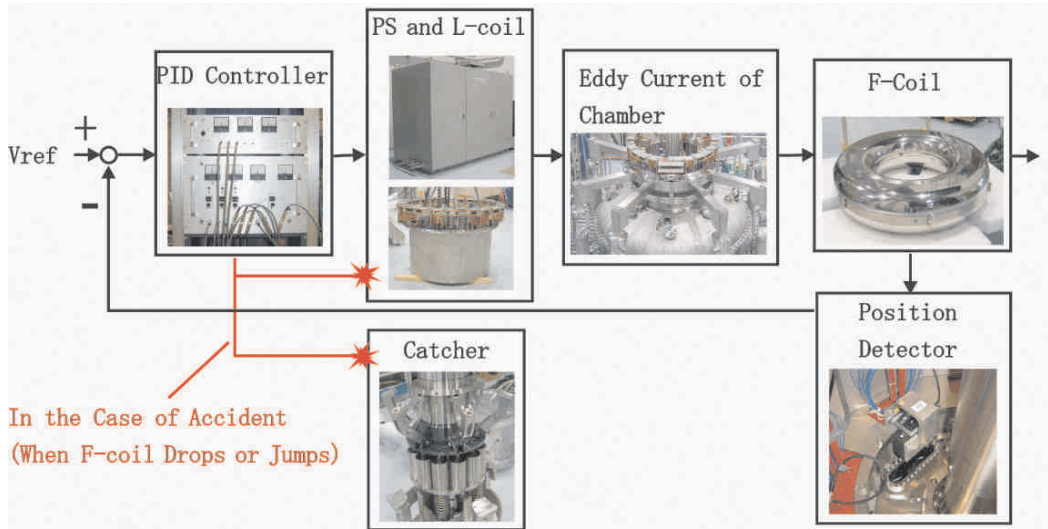 PS and L-coil
PID Controller
Eddy Current of
Chamber
F-Coil
+
Vref
-
Position
Detector
Catcher
In the Case of Accident
(When F-coil Drops or Jumps)